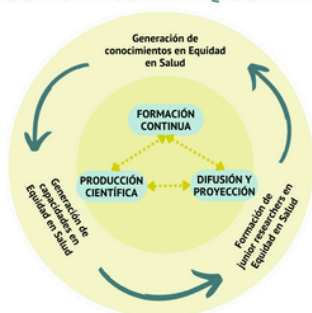 Generación de
conocimientos en Equidad
en Salud
FORMACIÓN
CONTINUA
PRODUCCIÓN
CIENTÍFICA
DIFUSIÓN Y
PROYECCIÓN
Generación de
capacidades en
Equidad en Salud
Formación de
junior researchers en
Equidad en Salud